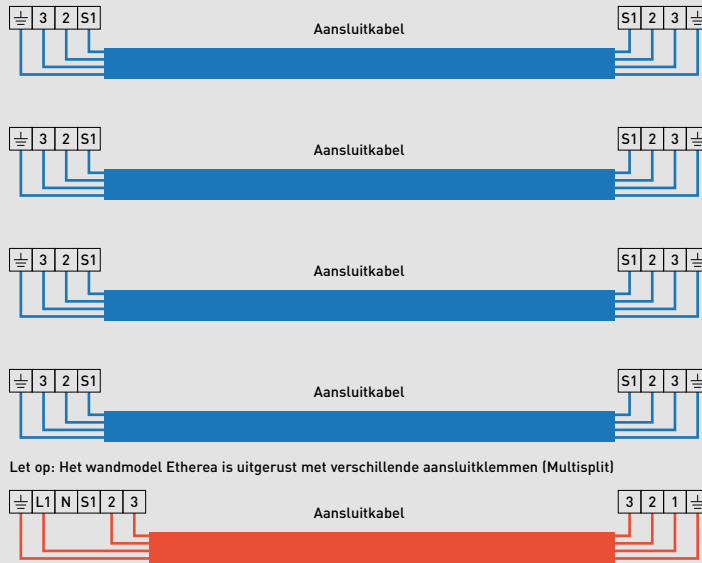 Aansluitkabel
⏚ 3 2 S1 S1 2 3 ⏚
Aansluitkabel
⏚ 3 2 S1 S1 2 3 ⏚
Aansluitkabel
⏚ 3 2 S1 S1 2 3 ⏚
Aansluitkabel
⏚ 3 2 S1 S1 2 3 ⏚
Let op: Het wandmodel Etherea is uitgerust met verschillende aansluitklemmen (Multisplit)
⏚ L1 N S1 2 3 3 2 1 ⏚
Aansluitkabel